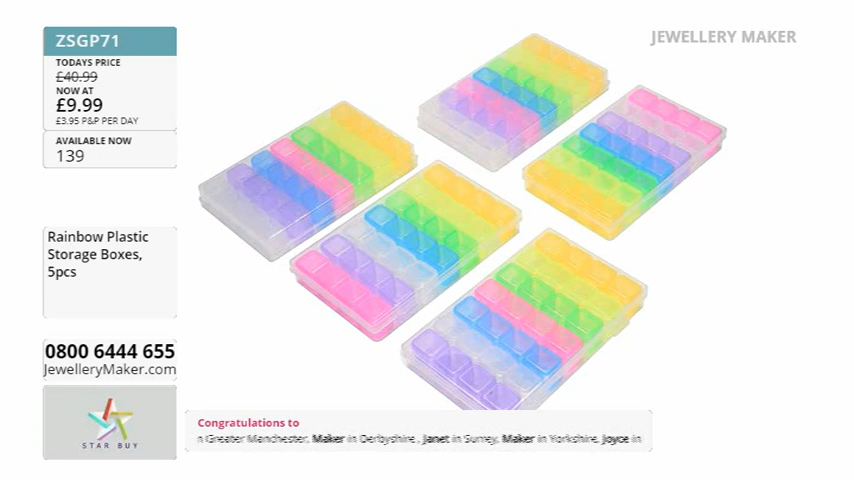 ZSGP71
TODAYS PRICE
£40.99
NOW AT
£9.99
£3.95 P&P PER DAY
AVAILABLE NOW
139
Rainbow Plastic
Storage Boxes,
5pcs
0800 6444 655
JewelleryMaker.com
STAR BUY
JEWELLERY MAKER
Congratulations to
n Greater Manchester, Maker in Derbyshire, Janet in Surrey, Maker in Yorkshire, Joyce in